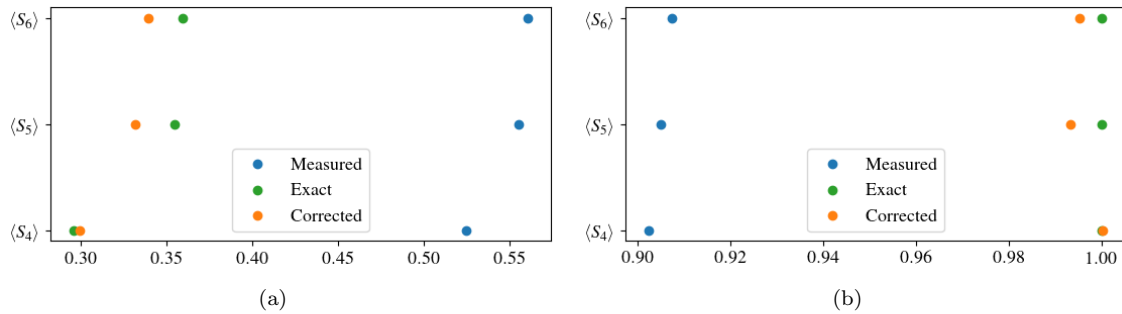 ⟨S₆⟩
⟨S₅⟩
⟨S₄⟩
Measured
Exact
Corrected
0.30 0.35 0.40 0.45 0.50 0.55
(a)
⟨S₆⟩
⟨S₅⟩
⟨S₄⟩
Measured
Exact
Corrected
0.90 0.92 0.94 0.96 0.98 1.00
(b)